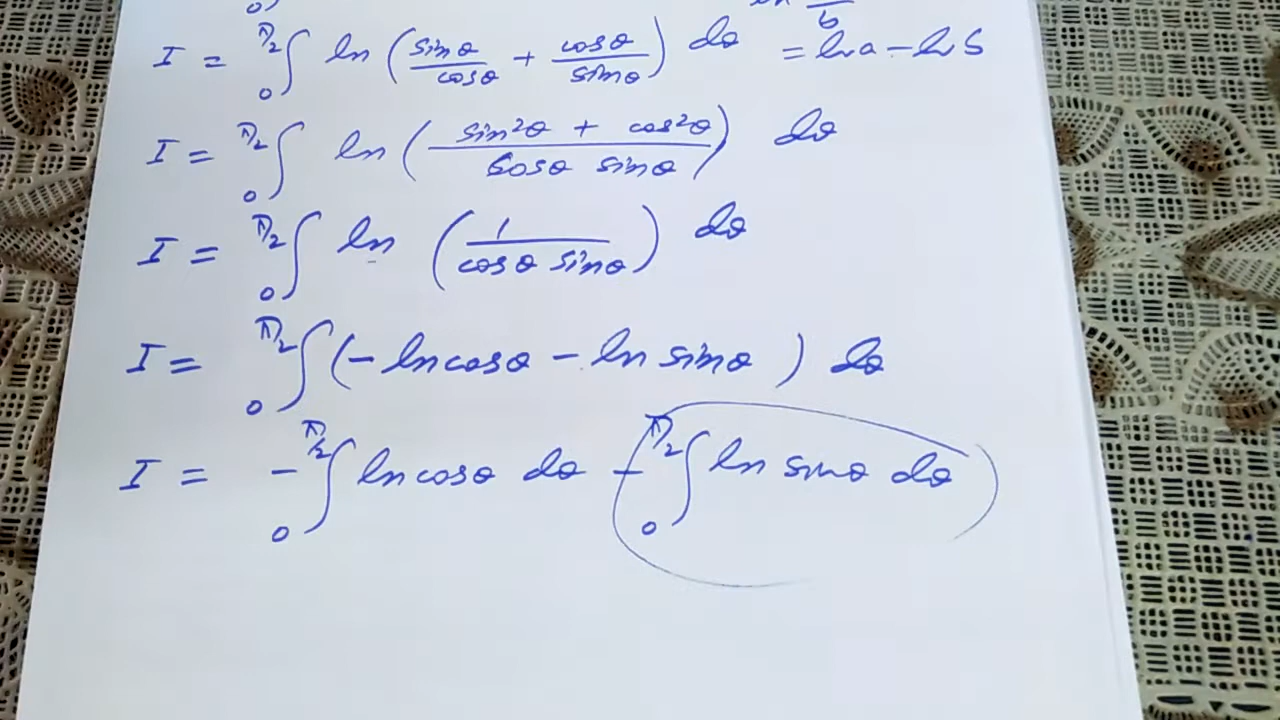 I = ∫₀^{π/2} ln (sinθ/cosθ + cosθ/sinθ) dθ = ln a - ln b
I = ∫₀^{π/2} ln (sin²θ + cos²θ / cosθ sinθ) dθ
I = ∫₀^{π/2} ln (1 / cosθ sinθ) dθ
I = ∫₀^{π/2} (- ln cosθ - ln sinθ) dθ
I = - ∫₀^{π/2} ln cosθ dθ - ∫₀^{π/2} ln sinθ dθ